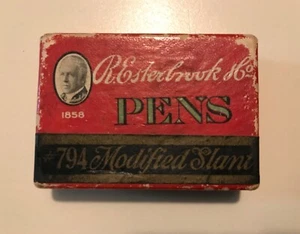 R.Esterbrook & Co
1858
PENS
#794 Modified Slant